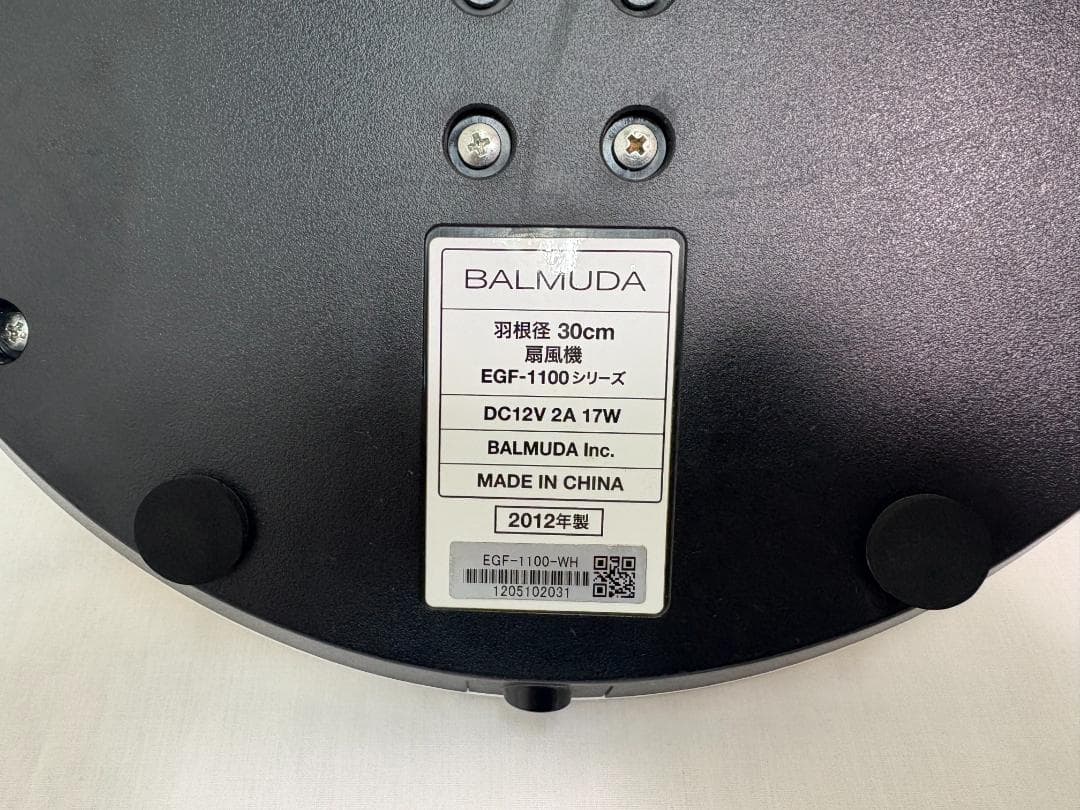 BALMUDA
羽根径 30cm
扇風機
EGF-1100シリーズ
DC12V 2A 17W
BALMUDA Inc.
MADE IN CHINA
2012年製
EGF-1100-WH
1205102031